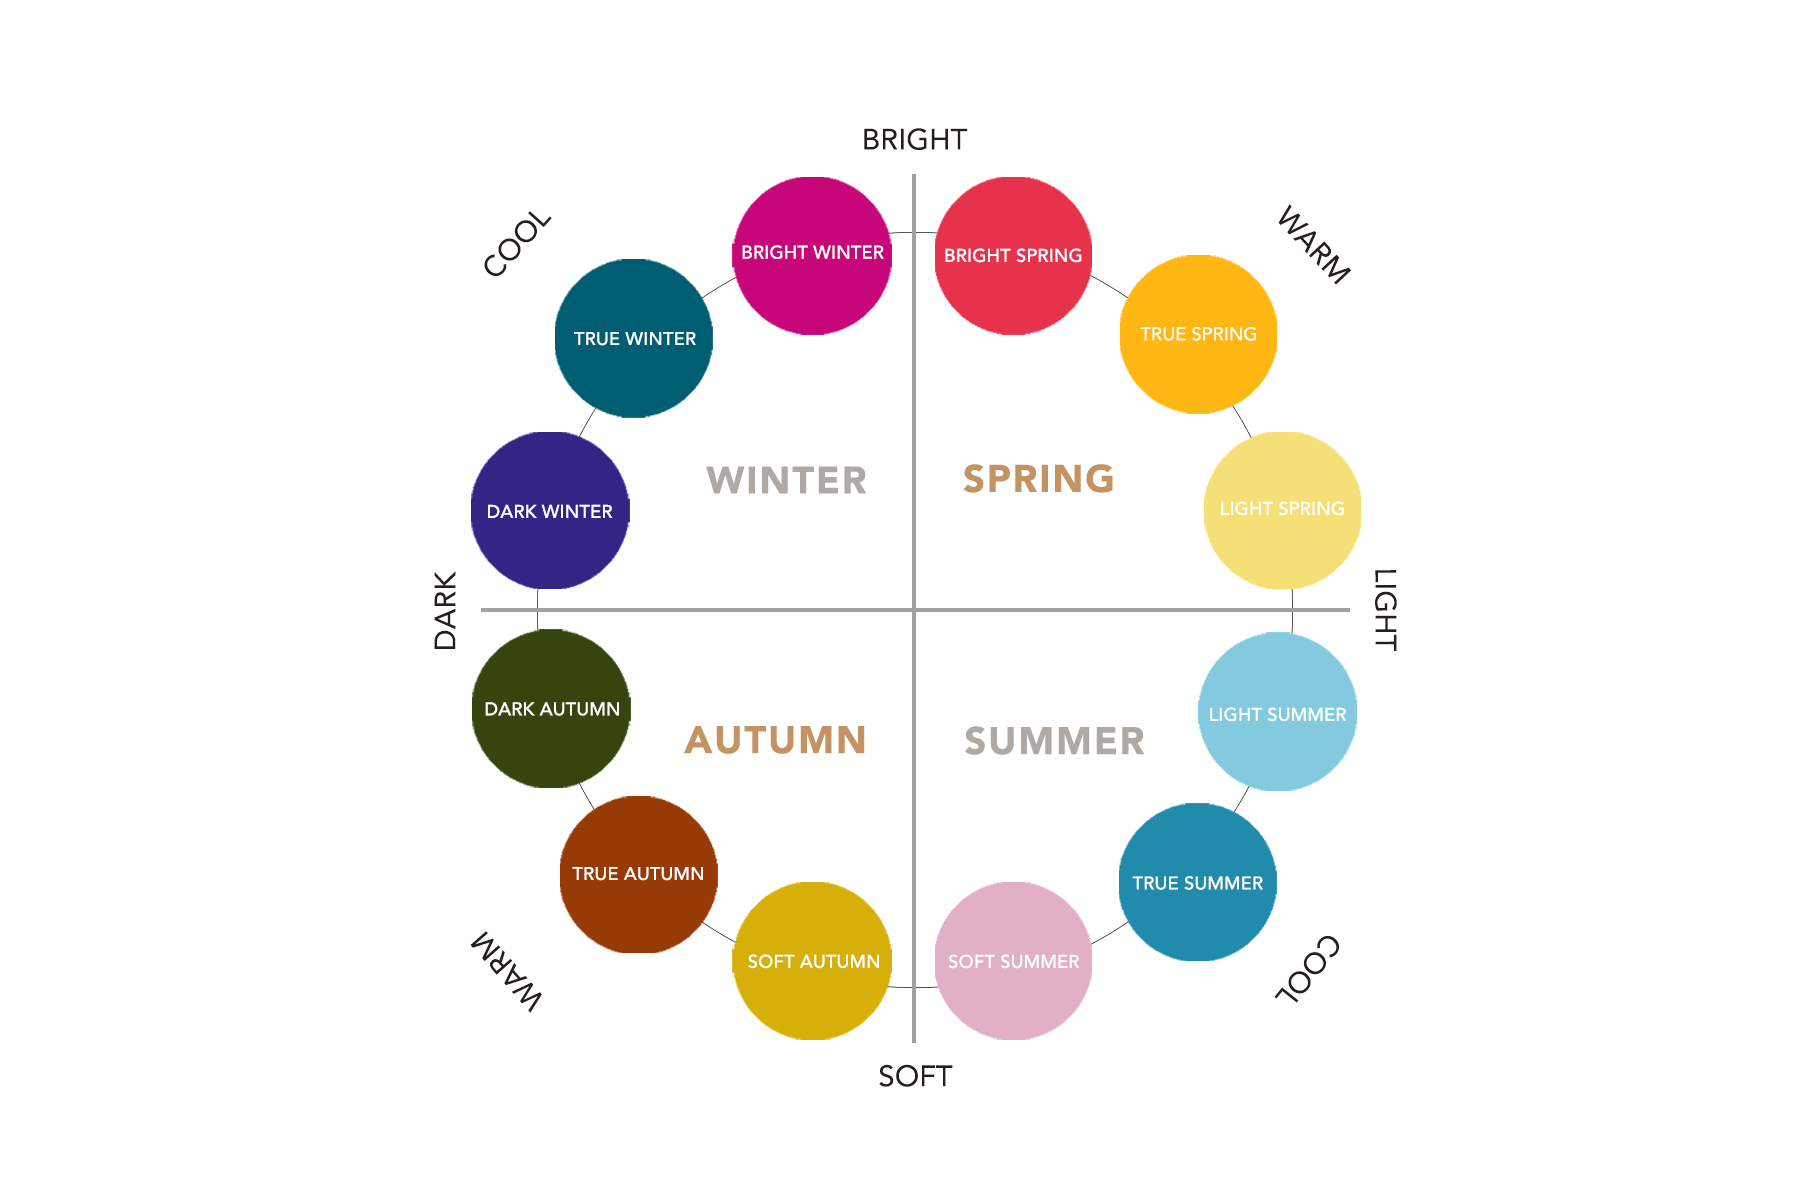 BRIGHT
COOL
WARM
BRIGHT WINTER
BRIGHT SPRING
TRUE WINTER
TRUE SPRING
WINTER
SPRING
DARK WINTER
LIGHT SPRING
DARK
LIGHT
DARK AUTUMN
LIGHT SUMMER
AUTUMN
SUMMER
TRUE AUTUMN
TRUE SUMMER
SOFT AUTUMN
SOFT SUMMER
WARM
COOL
SOFT